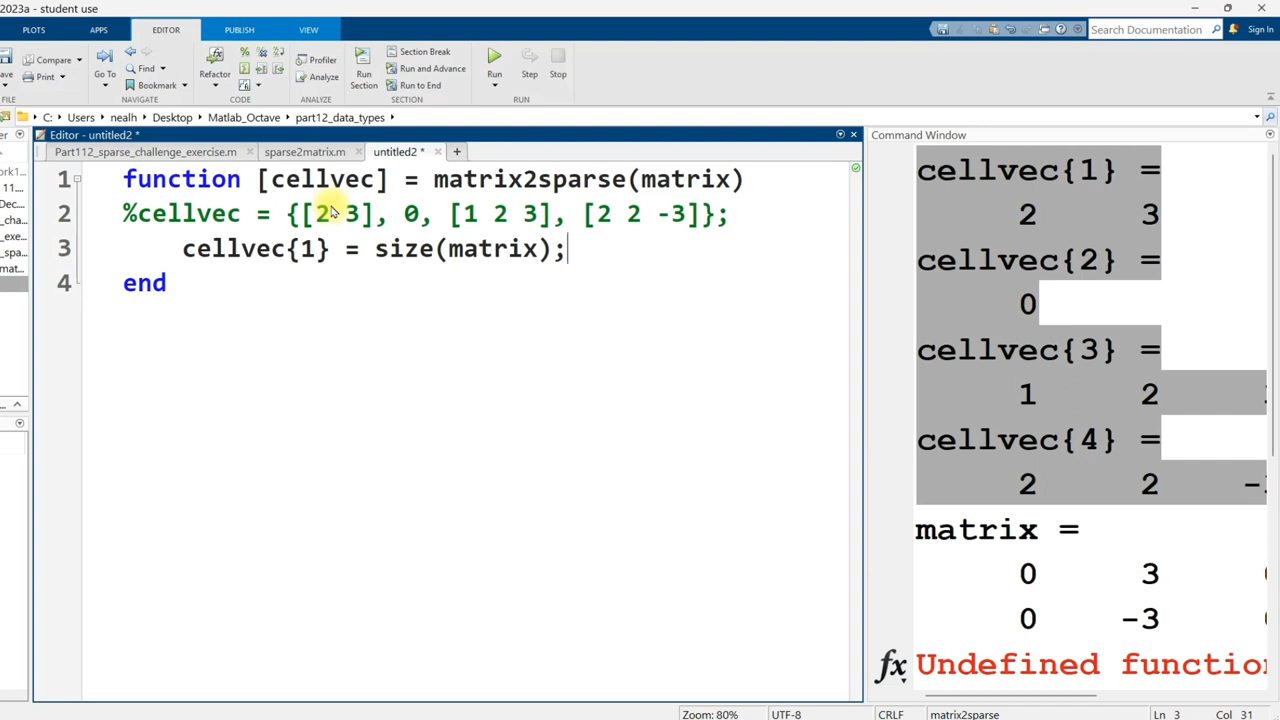 2023a - student use
PLOTS APPS EDITOR PUBLISH VIEW
Search Documentation Sign In
Compare
Print
FILE
Go To
Find
Bookmark
NAVIGATE
Refactor
CODE
Profiler
Analyze
ANALYZE
Run Section
Section Break
Run and Advance
Run to End
SECTION
Run Step Stop
RUN
C: Users nealh Desktop Matlab_Octave part12_data_types
Editor - untitled2 *
Part112_sparse_challenge_exercise.m sparse2matrix.m untitled2 *
1 function [cellvec] = matrix2sparse(matrix)
2 %cellvec = {[2 3], 0, [1 2 3], [2 2 -3]};
3 cellvec{1} = size(matrix);
4 end
Command Window
cellvec{1} =
2 3
cellvec{2} =
0
cellvec{3} =
1 2
cellvec{4} =
2 2
matrix =
0 3
0 -3
fx Undefined function
Zoom: 80% UTF-8 CRLF matrix2sparse Ln 3 Col 31